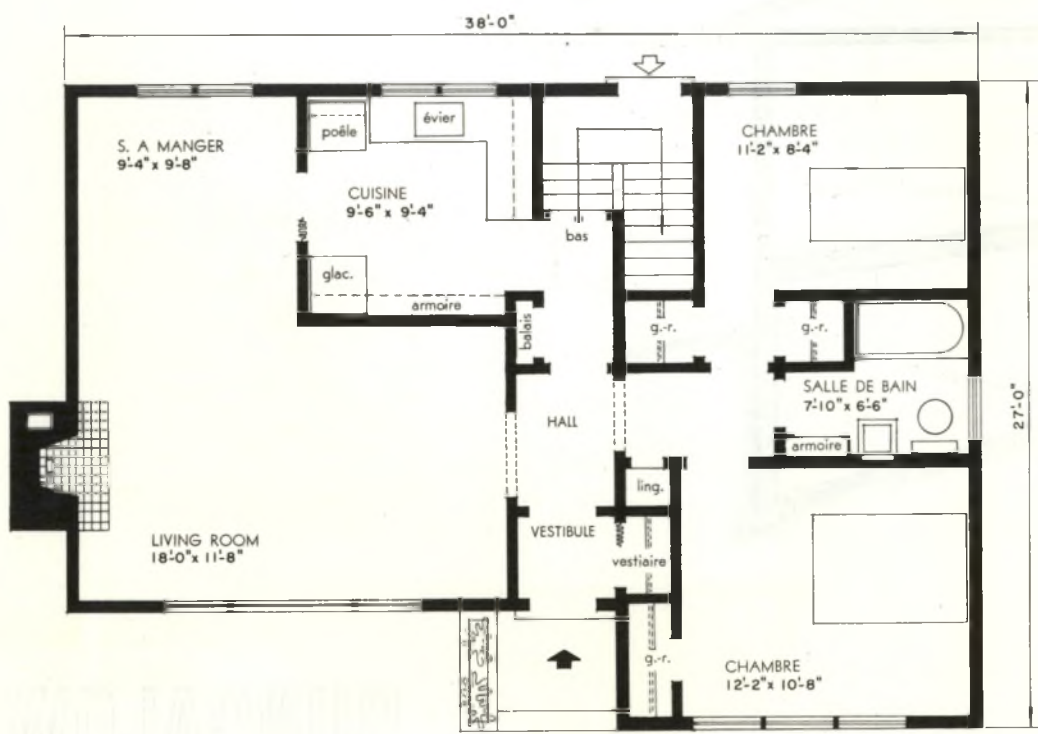 38'-0"
S. A MANGER
9'-4" x 9'-8"
poêle
évier
CUISINE
9'-6" x 9'-4"
glac.
armoire
balais
bas
CHAMBRE
11'-2" x 8'-4"
g.-r.
g.-r.
SALLE DE BAIN
7'-10" x 6'-6"
armoire
27'-0"
HALL
ling.
LIVING ROOM
18'-0" x 11'-8"
VESTIBULE
vestiaire
g.-r.
CHAMBRE
12'-2" x 10'-8"